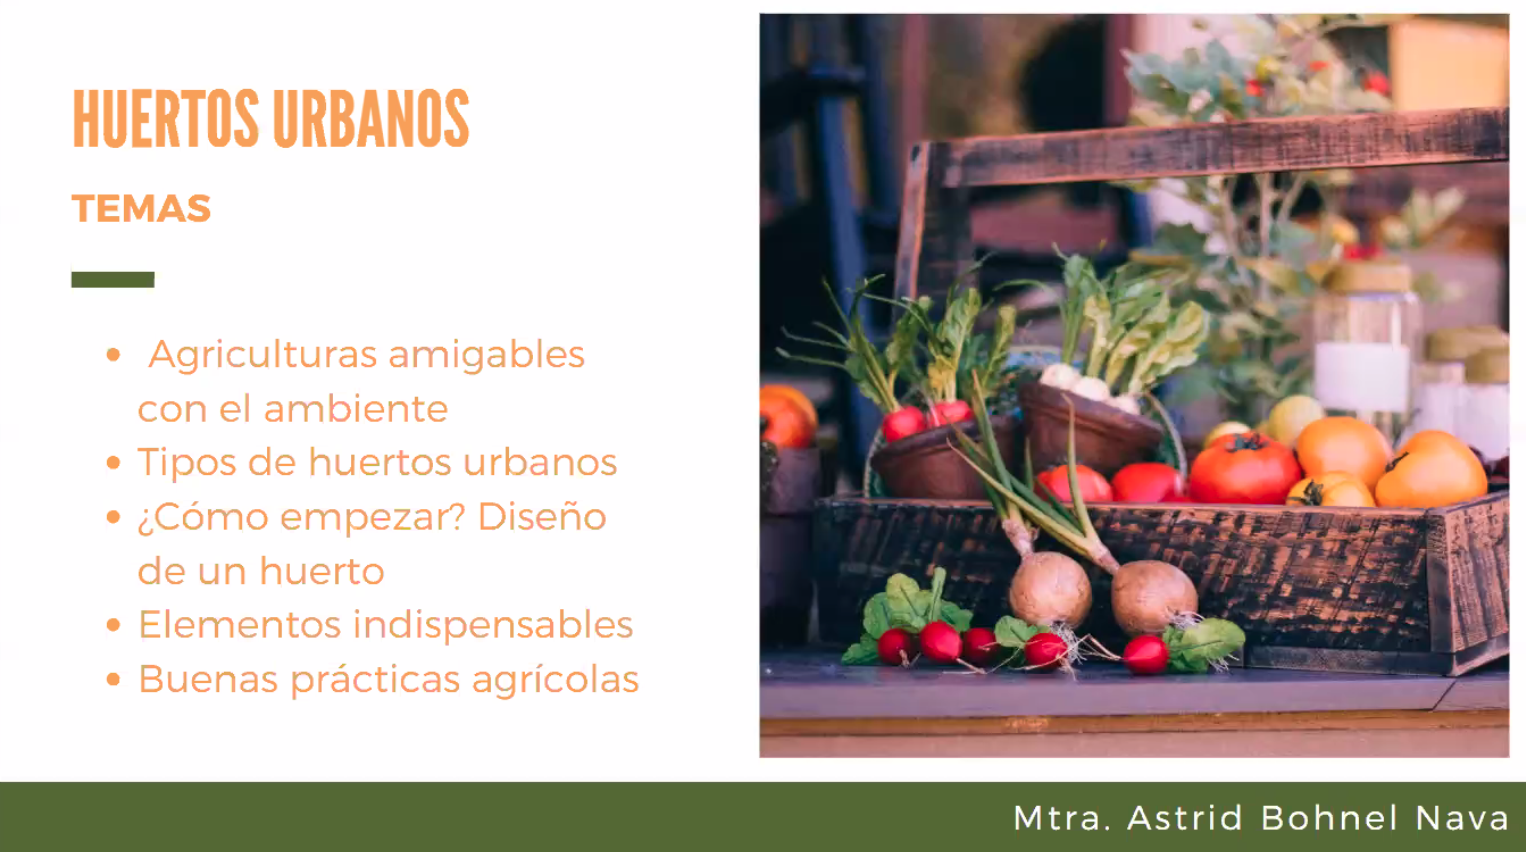 HUERTOS URBANOS
TEMAS
• Agriculturas amigables
con el ambiente
• Tipos de huertos urbanos
• ¿Cómo empezar? Diseño
de un huerto
• Elementos indispensables
• Buenas prácticas agrícolas
Mtra. Astrid Bohnel Nava